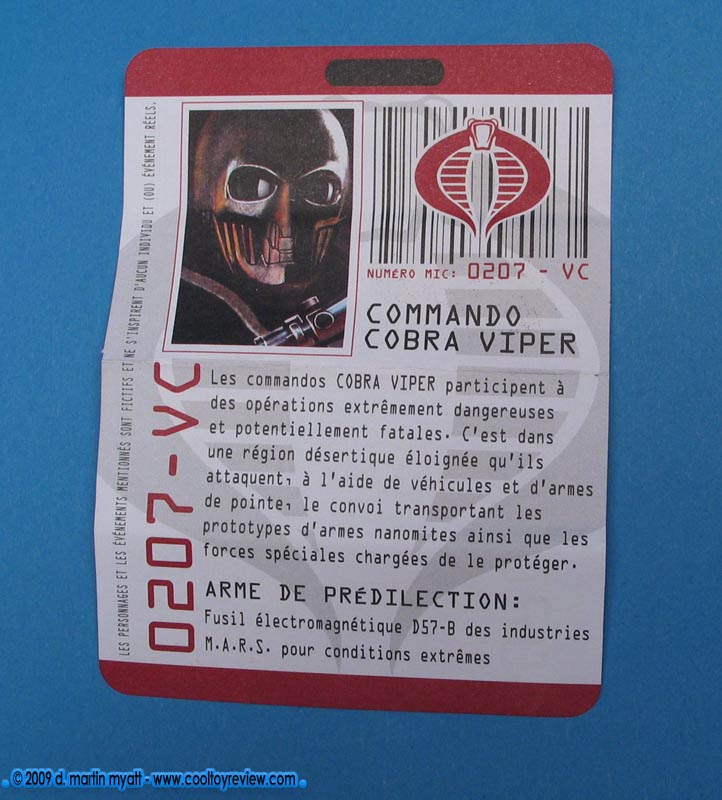 LES PERSONNAGES ET LES ÉVÉNEMENTS MENTIONNÉS SONT FICTIFS ET NE S'INSPIRENT D'AUCUN INDIVIDU ET (OU) ÉVÉNEMENT RÉELS.
NUMÉRO MIC: 0207 - VC
COMMANDO
COBRA VIPER
0207-VC
Les commandos COBRA VIPER participent à
des opérations extrêmement dangereuses
et potentiellement fatales. C'est dans
une région désertique éloignée qu'ils
attaquent, à l'aide de véhicules et d'armes
de pointe, le convoi transportant les
prototypes d'armes nanomites ainsi que les
forces spéciales chargées de le protéger.
ARME DE PRÉDILECTION:
Fusil électromagnétique D57-B des industries
M.A.R.S. pour conditions extrêmes
© 2009 d. martin myatt - www.cooltoyreview.com